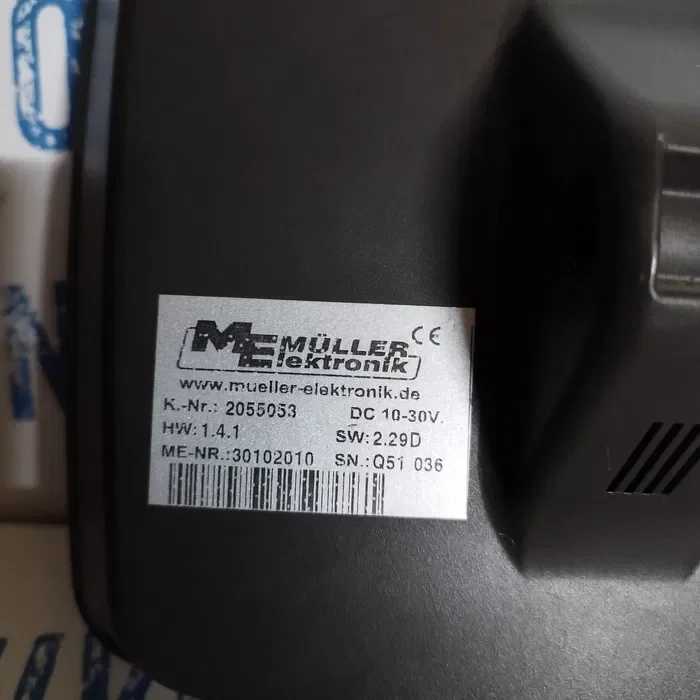 ME MÜLLER
Elektronik
CE
www.mueller-elektronik.de
K.-Nr.: 2055053 DC 10-30V.
HW: 1.4.1 SW: 2.29D
ME-NR.:30102010 SN.:Q51 036